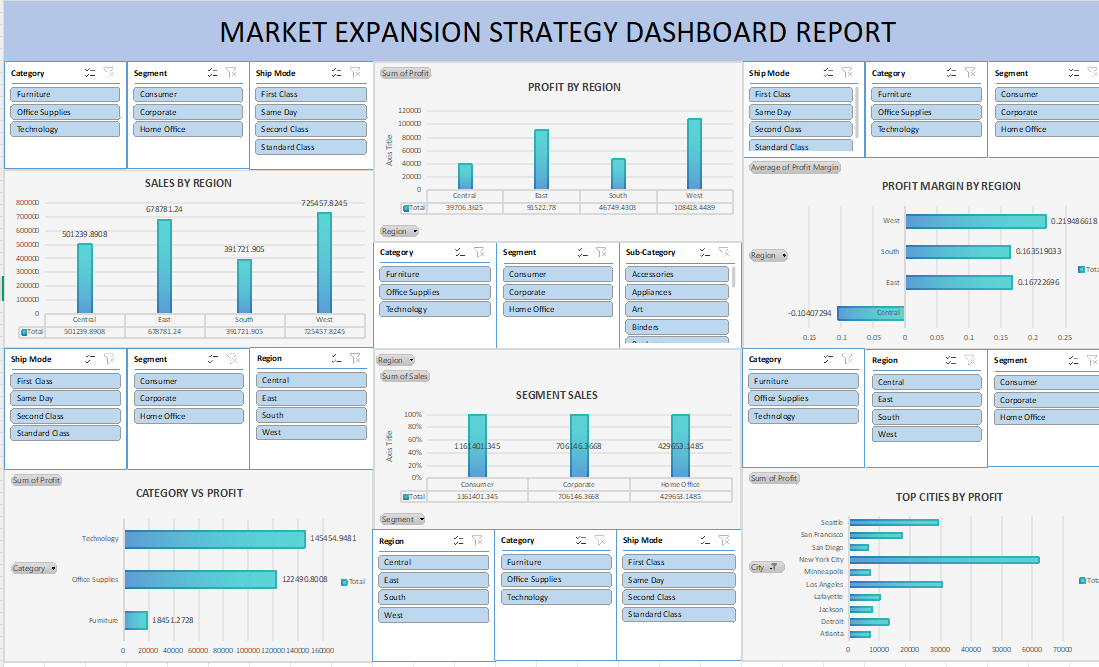 MARKET EXPANSION STRATEGY DASHBOARD REPORT
Category
Furniture
Office Supplies
Technology
Segment
Consumer
Corporate
Home Office
Ship Mode
First Class
Same Day
Second Class
Standard Class
SALES BY REGION
800000
700000
600000
500000
400000
300000
200000
100000
0
501239.8908
678781.24
391721.905
725457.8245
Central East South West
Total 501239.8908 678781.24 391721.905 725457.8245
Sum of Profit
PROFIT BY REGION
Axis Title
120000
100000
80000
60000
40000
20000
0
Central East South West
Total 39706.3625 91522.78 46749.4303 108418.4489
Region
Ship Mode
First Class
Same Day
Second Class
Standard Class
Category
Furniture
Office Supplies
Technology
Segment
Consumer
Corporate
Home Office
Average of Profit Margin
PROFIT MARGIN BY REGION
Region
West 0.219486618
South 0.163519033
East 0.16722696
-0.10407294 Central
-0.15 -0.1 -0.05 0 0.05 0.1 0.15 0.2 0.25
Category
Furniture
Office Supplies
Technology
Segment
Consumer
Corporate
Home Office
Sub-Category
Accessories
Appliances
Art
Binders
Ship Mode
First Class
Same Day
Second Class
Standard Class
Segment
Consumer
Corporate
Home Office
Region
Central
East
South
West
Sum of Profit
CATEGORY VS PROFIT
Category
Technology 145454.9481
Office Supplies 122490.8008
Furniture 18451.2728
Total
0 20000 40000 60000 80000 100000 120000 140000 160000
Region
Sum of Sales
SEGMENT SALES
Axis Title
100%
80%
60%
40%
20%
0%
1161401.345 706146.3668 429653.1485
Consumer Corporate Home Office
Total 1161401.345 706146.3668 429653.1485
Segment
Region
Central
East
South
West
Category
Furniture
Office Supplies
Technology
Ship Mode
First Class
Same Day
Second Class
Standard Class
Category
Furniture
Office Supplies
Technology
Region
Central
East
South
West
Segment
Consumer
Corporate
Home Office
Sum of Profit
TOP CITIES BY PROFIT
City
Seattle
San Francisco
San Diego
New York City
Minneapolis
Los Angeles
Lafayette
Jackson
Detroit
Atlanta
0 10000 20000 30000 40000 50000 60000 70000